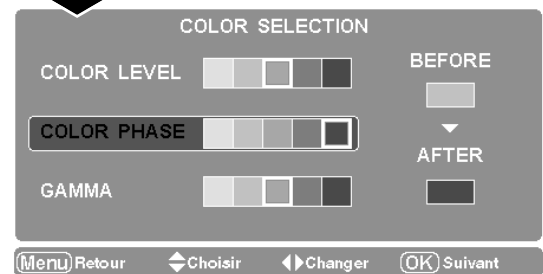 COLOR SELECTION
COLOR LEVEL
BEFORE
COLOR PHASE
AFTER
GAMMA
Menu Retour Choisir Changer OK Suivant